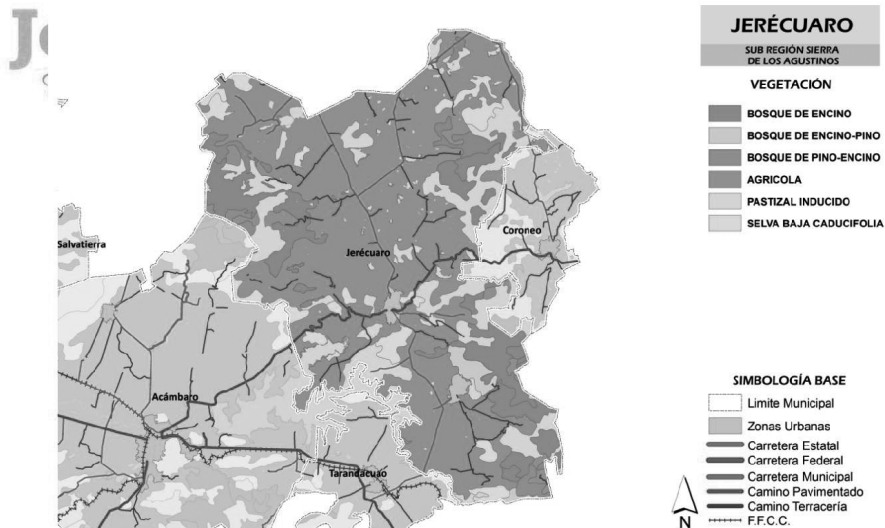 JERÉCUARO
SUB REGIÓN SIERRA
DE LOS AGUSTINOS
VEGETACIÓN
BOSQUE DE ENCINO
BOSQUE DE ENCINO-PINO
BOSQUE DE PINO-ENCINO
AGRICOLA
PASTIZAL INDUCIDO
SELVA BAJA CADUCIFOLIA
Salvatierra
Jerécuaro
Coroneo
Acámbaro
Tarandacuao
SIMBOLOGÍA BASE
Limite Municipal
Zonas Urbanas
Carretera Estatal
Carretera Federal
Carretera Municipal
Camino Pavimentado
Camino Terracería
F.F.C.C.
N